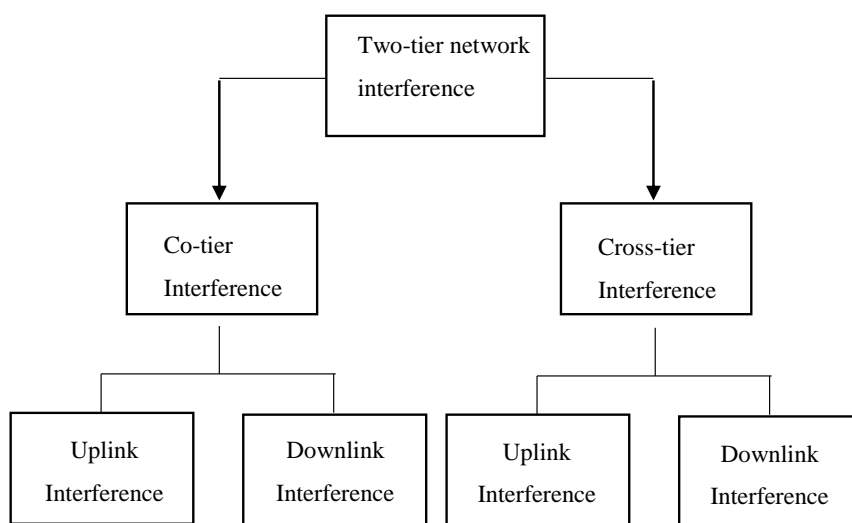 Two-tier network
interference
Co-tier
Interference
Cross-tier
Interference
Uplink
Interference
Downlink
Interference
Uplink
Interference
Downlink
Interference